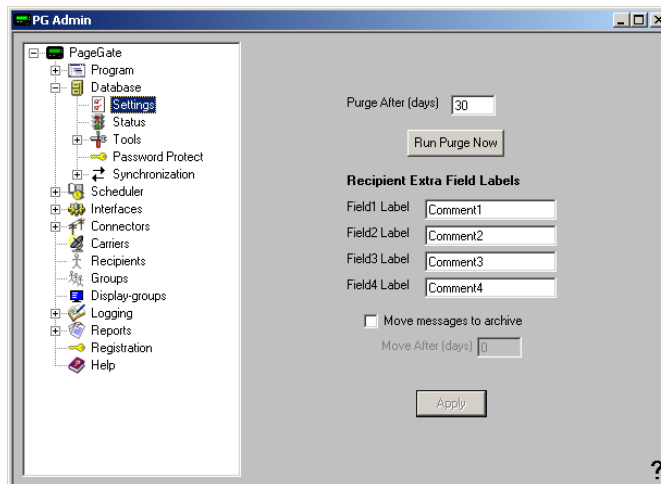 PG Admin
PageGate
Program
Database
Settings
Status
Tools
Password Protect
Synchronization
Scheduler
Interfaces
Connectors
Carriers
Recipients
Groups
Display-groups
Logging
Reports
Registration
Help
Purge After (days) 30
Run Purge Now
Recipient Extra Field Labels
Field1 Label Comment1
Field2 Label Comment2
Field3 Label Comment3
Field4 Label Comment4
Move messages to archive
Move After (days) 0
Apply
?